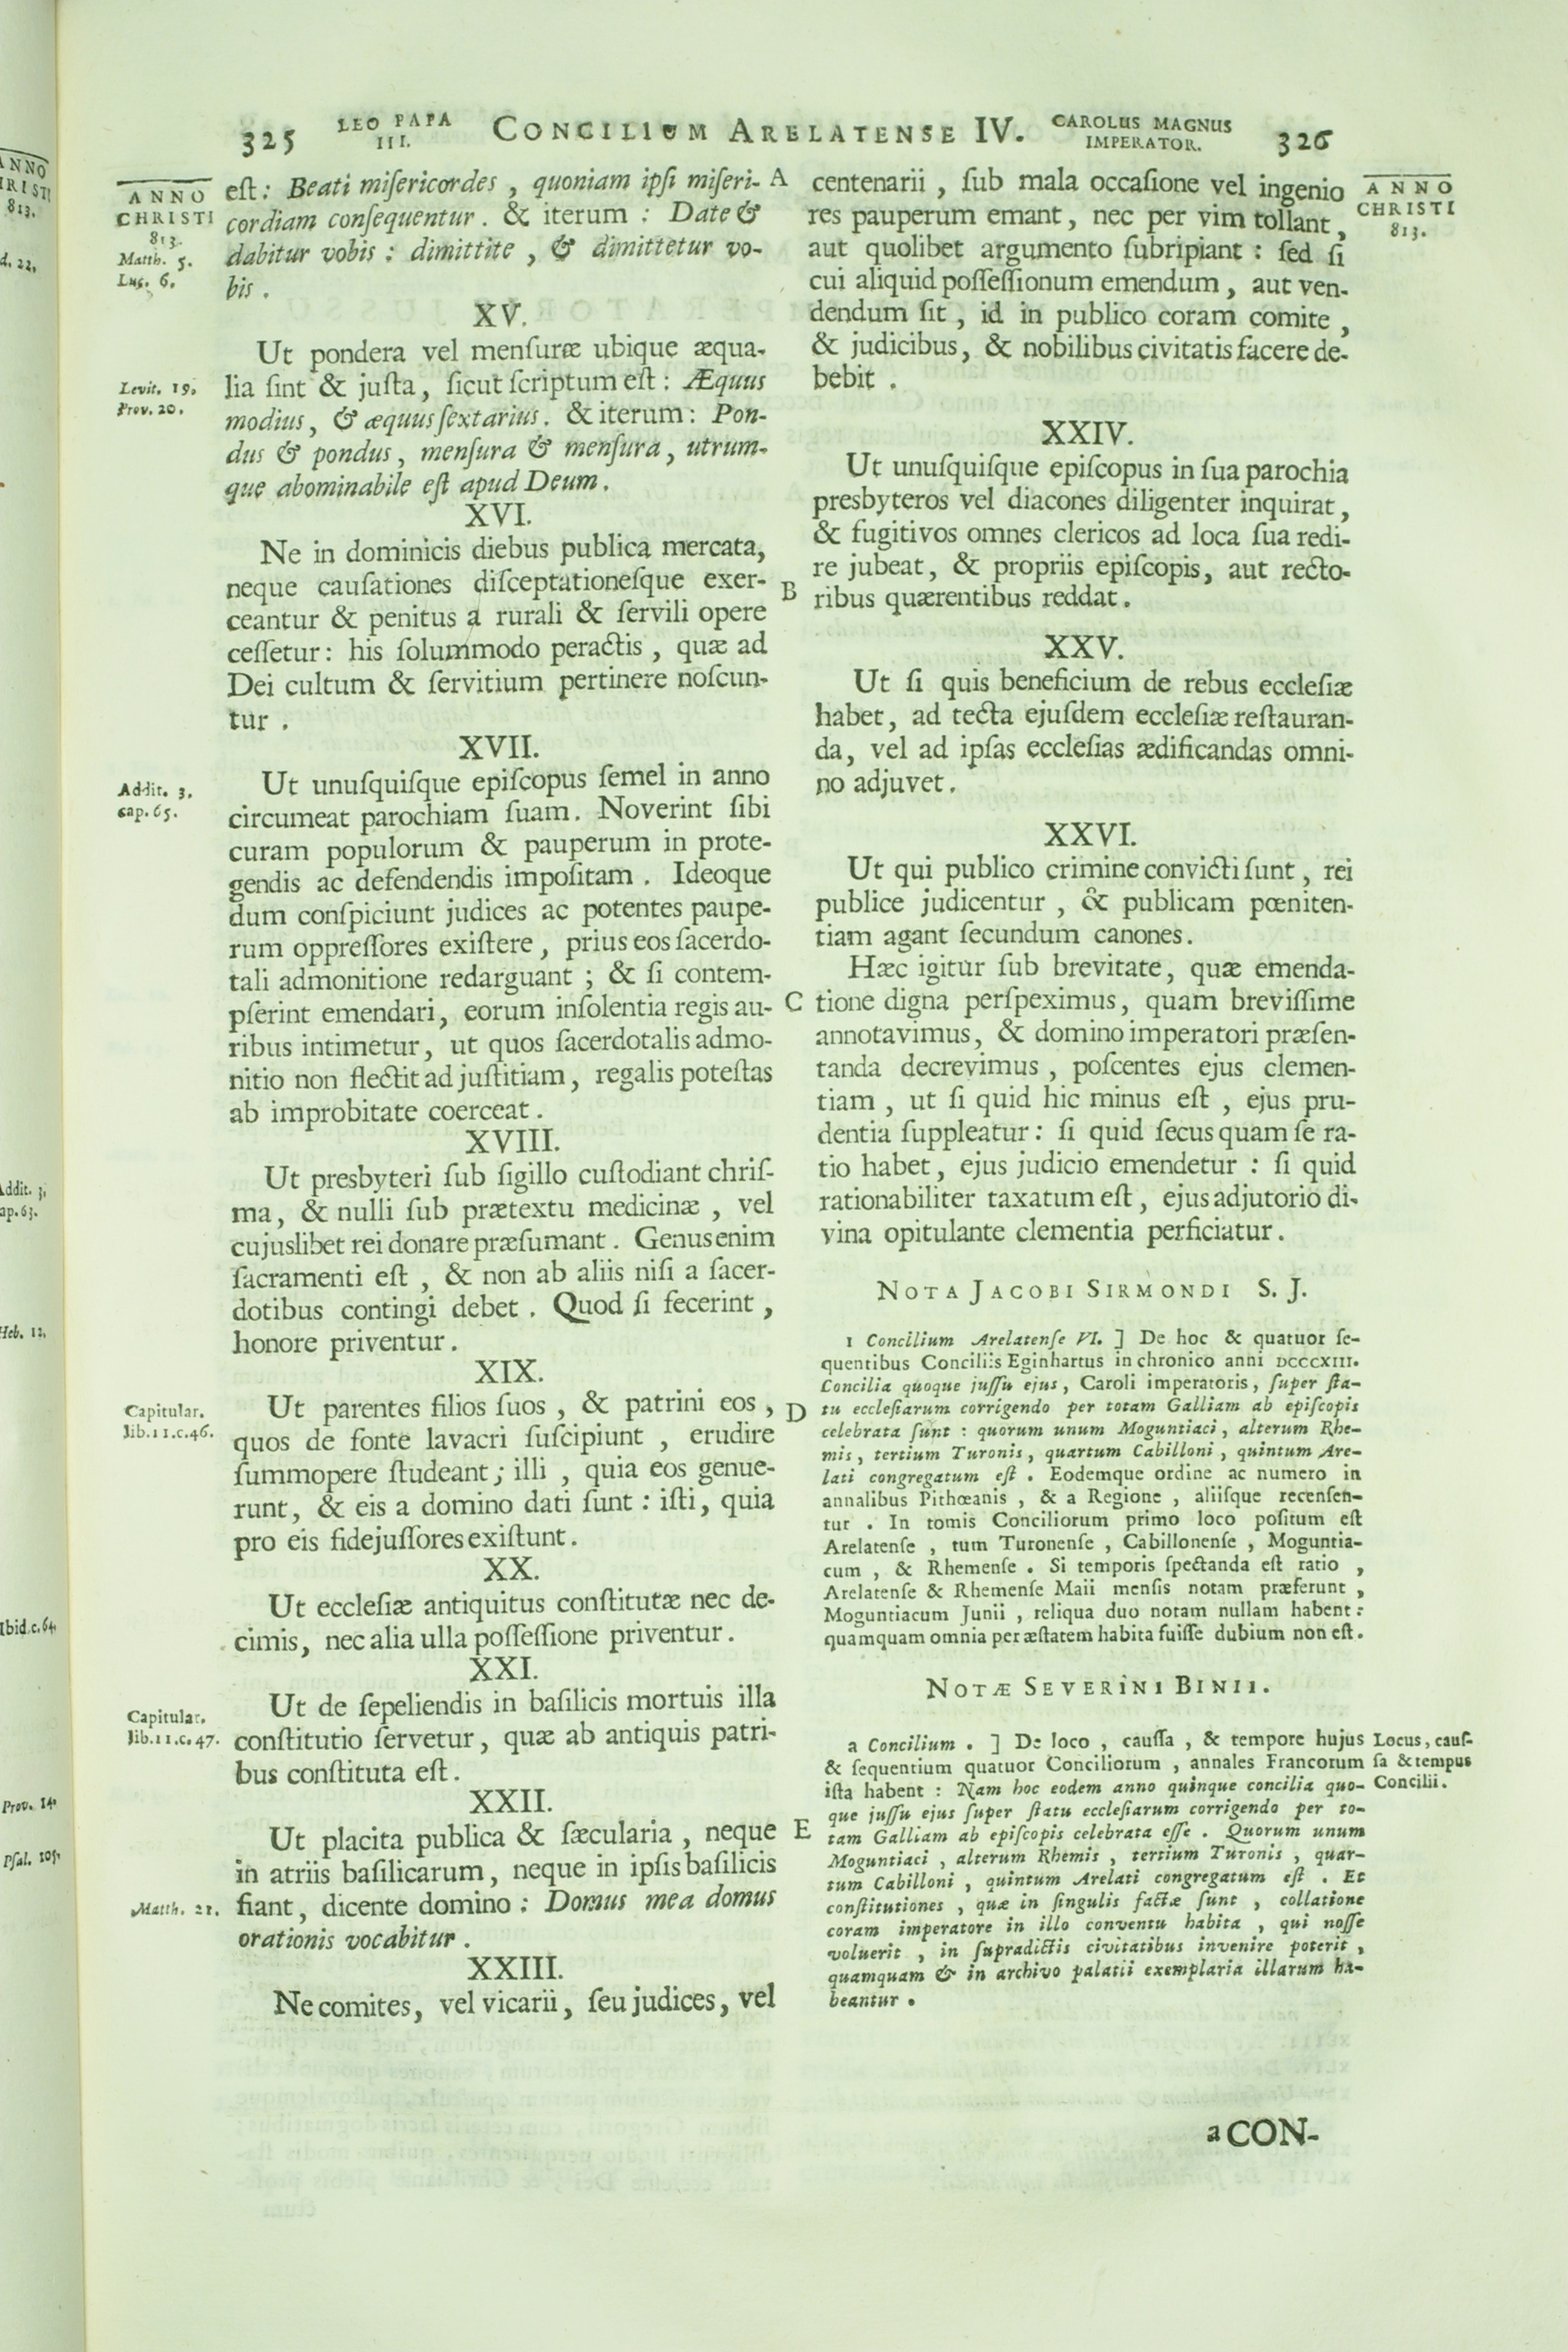 325 LEO PAPA III. CONCILIUM ARELATENSE IV. CAROLUS MAGNUS IMPERATOR. 326
ANNO
CHRISTI
813.
Matth. 5.
Luc. 6.
eſt: Beati miſericordes, quoniam ipſi miſeri- A
cordiam conſequentur. & iterum: Date &
dabitur vobis: dimittite, & dimittetur vo-
bis.
XV.
Ut pondera vel menſuræ ubique æqua-
Levit. 19.
Prov. 20.
lia ſint & juſta, ſicut ſcriptum eſt: Æquus
modius, & æquus ſextarius. & iterum: Pon-
dus & pondus, menſura & menſura, utrum-
que abominabile eſt apud Deum.
XVI.
Ne in dominicis diebus publica mercata,
neque cauſationes diſceptationeſque exer-
B
ceantur & penitus a rurali & ſervili opere
ceſſetur: his ſolummodo peractis, quæ ad
Dei cultum & ſervitium pertinere noſcun-
tur.
XVII.
Addit. 3.
cap. 65.
Ut unuſquiſque epiſcopus ſemel in anno
circumeat parochiam ſuam. Noverint ſibi
curam populorum & pauperum in prote-
gendis ac defendendis impoſitam. Ideoque
dum conſpiciunt judices ac potentes paupe-
rum oppreſſores exiſtere, prius eos ſacerdo-
tali admonitione redarguant; & ſi contem-
pſerint emendari, eorum inſolentia regis au- C
ribus intimetur, ut quos ſacerdotalis admo-
nitio non flectit ad juſtitiam, regalis poteſtas
ab improbitate coerceat.
XVIII.
Ut presbyteri ſub ſigillo cuſtodiant chriſ-
ma, & nulli ſub prætextu medicinæ, vel
cujuslibet rei donare præſumant. Genus enim
ſacramenti eſt, & non ab aliis niſi a ſacer-
dotibus contingi debet. Quod ſi fecerint,
honore priventur.
XIX.
Capitular.
lib. 11. c. 46.
Ut parentes filios ſuos, & patrini eos, D
quos de fonte lavacri ſuſcipiunt, erudire
ſummopere ſtudeant; illi, quia eos genue-
runt, & eis a domino dati ſunt: iſti, quia
pro eis fidejuſſores exiſtunt.
XX.
Ut eccleſiæ antiquitus conſtitutæ nec de-
cimis, nec alia ulla poſſeſſione priventur.
XXI.
Capitular.
lib. 11. c. 47.
Ut de ſepeliendis in baſilicis mortuis illa
conſtitutio ſervetur, quæ ab antiquis patri-
bus conſtituta eſt.
XXII.
Ut placita publica & ſæcularia, neque E
in atriis baſilicarum, neque in ipſis baſilicis
Matth. 21.
fiant, dicente domino: Domus mea domus
orationis vocabitur.
XXIII.
Ne comites, vel vicarii, ſeu judices, vel
centenarii, ſub mala occaſione vel ingenio
res pauperum emant, nec per vim tollant,
aut quolibet argumento ſubripiant: ſed ſi
cui aliquid poſſeſſionum emendum, aut ven-
dendum ſit, id in publico coram comite,
& judicibus, & nobilibus civitatis facere de-
bebit.
ANNO
CHRISTI
813.
XXIV.
Ut unuſquiſque epiſcopus in ſua parochia
presbyteros vel diacones diligenter inquirat,
& fugitivos omnes clericos ad loca ſua redi-
re jubeat, & propriis epiſcopis, aut recto-
ribus quærentibus reddat.
XXV.
Ut ſi quis beneficium de rebus eccleſiæ
habet, ad tecta ejuſdem eccleſiæ reſtauran-
da, vel ad ipſas eccleſias ædificandas omni-
no adjuvet.
XXVI.
Ut qui publico crimine convicti ſunt, rei
publice judicentur, & publicam pœniten-
tiam agant ſecundum canones.
Hæc igitur ſub brevitate, quæ emenda-
tione digna perſpeximus, quam breviſſime
annotavimus, & domino imperatori præſen-
tanda decrevimus, poſcentes ejus clemen-
tiam, ut ſi quid hic minus eſt, ejus pru-
dentia ſuppleatur: ſi quid ſecus quam ſe ra-
tio habet, ejus judicio emendetur: ſi quid
rationabiliter taxatum eſt, ejus adjutorio di-
vina opitulante clementia perficiatur.
NOTA JACOBI SIRMONDI S. J.
1 Concilium Arelatenſe VI. ] De hoc & quatuor ſe-
quentibus Conciliis Eginhartus in chronico anni DCCCXIII.
Concilia quoque juſſu ejus, Caroli imperatoris, ſuper ſta-
tu eccleſiarum corrigendo per totam Galliam ab epiſcopis
celebrata ſunt: quorum unum Moguntiaci, alterum Rhe-
mis, tertium Turonis, quartum Cabilloni, quintum Are-
lati congregatum eſt. Eodemque ordine ac numero in
annalibus Pithœanis, & a Regione, aliiſque recenſen-
tur. In tomis Conciliorum primo loco poſitum eſt
Arelatenſe, tum Turonenſe, Cabillonenſe, Moguntia-
cum, & Rhemenſe. Si temporis ſpectanda eſt ratio,
Arelatenſe & Rhemenſe Maii menſis notam præferunt,
Moguntiacum Junii, reliqua duo notam nullam habent:
quamquam omnia per æſtatem habita fuiſſe dubium non eſt.
NOTÆ SEVERINI BINII.
a Concilium. ] De loco, cauſſa, & tempore hujus
& ſequentium quatuor Conciliorum, annales Francorum
iſta habent: Nam hoc eodem anno quinque concilia quo-
que juſſu ejus ſuper ſtatu eccleſiarum corrigendo per to-
tam Galliam ab epiſcopis celebrata eſſe. Quorum unum
Moguntiaci, alterum Rhemis, tertium Turonis, quar-
tum Cabilloni, quintum Arelati congregatum eſt. Et
conſtitutiones, quæ in ſingulis factæ ſunt, collatione
coram imperatore in illo conventu habita, qui noſſe
voluerit, in ſupradictis civitatibus invenire poterit,
quamquam & in archivo palatii exemplaria illarum ha-
beantur.
Locus, cauſ-
ſa & tempus
Concilii.
a CON-